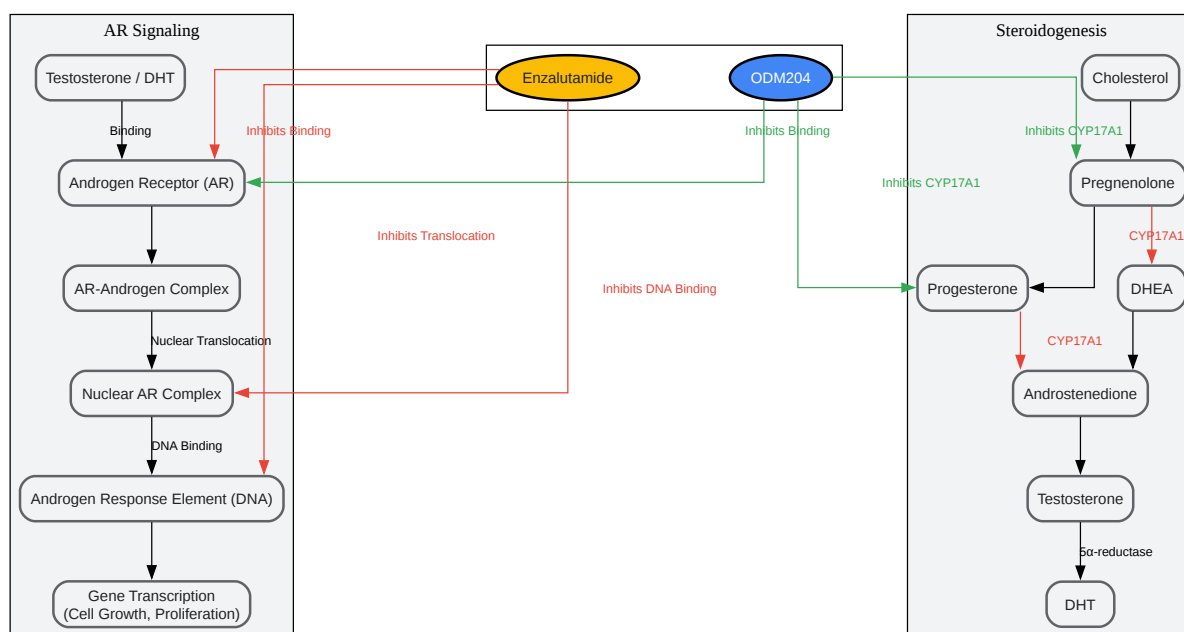 AR Signaling
Steroidogenesis
Testosterone / DHT
Enzalutamide
ODM204
Cholesterol
Binding
Inhibits Binding
Inhibits Binding
Inhibits CYP17A1
Androgen Receptor (AR)
Inhibits CYP17A1
Pregnenolone
Inhibits Translocation
CYP17A1
AR-Androgen Complex
Inhibits DNA Binding
Progesterone
DHEA
Nuclear Translocation
CYP17A1
Nuclear AR Complex
Androstenedione
DNA Binding
Androgen Response Element (DNA)
Testosterone
5α-reductase
Gene Transcription
(Cell Growth, Proliferation)
DHT